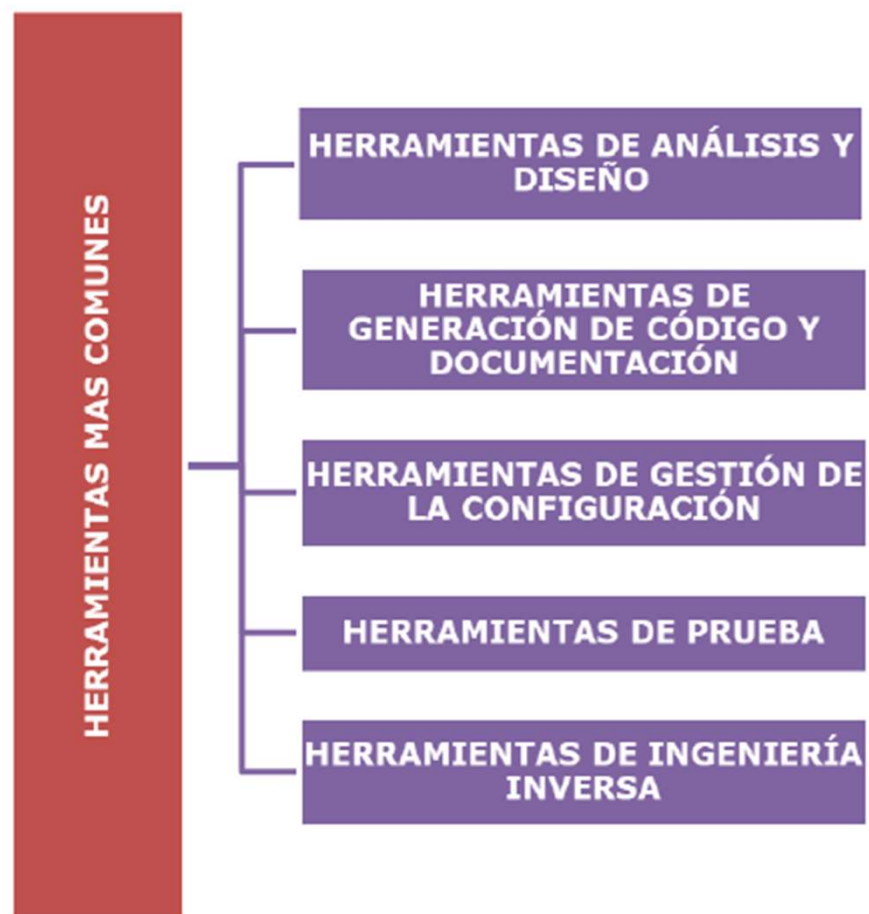 HERRAMIENTAS MAS COMUNES
HERRAMIENTAS DE ANÁLISIS Y
DISEÑO
HERRAMIENTAS DE
GENERACIÓN DE CÓDIGO Y
DOCUMENTACIÓN
HERRAMIENTAS DE GESTIÓN DE
LA CONFIGURACIÓN
HERRAMIENTAS DE PRUEBA
HERRAMIENTAS DE INGENIERÍA
INVERSA